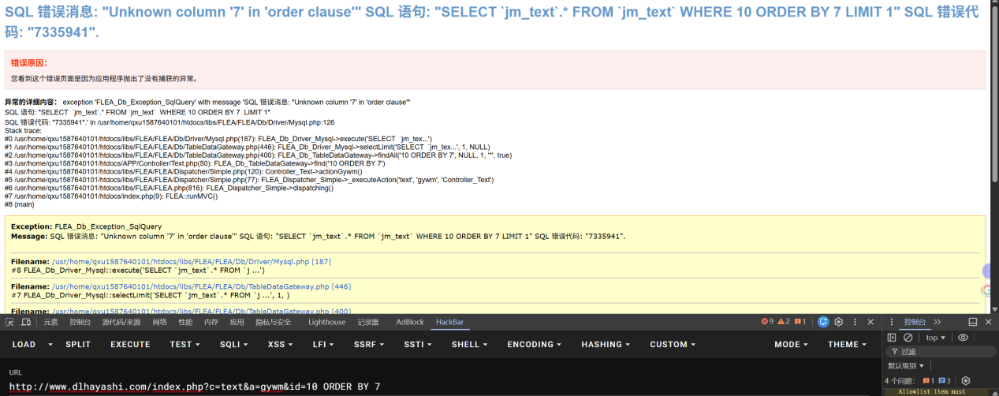 SQL 错误消息: "Unknown column '7' in 'order clause'" SQL 语句: "SELECT `jm_text`.* FROM `jm_text` WHERE 10 ORDER BY 7 LIMIT 1" SQL 错误代
码: "7335941".
错误原因：
您看到这个错误页面是因为应用程序抛出了没有捕获的异常。
异常的详细内容： exception 'FLEA_Db_Exception_SqlQuery' with message 'SQL 错误消息: "Unknown column '7' in 'order clause'"
SQL 语句: "SELECT `jm_text`.* FROM `jm_text` WHERE 10 ORDER BY 7 LIMIT 1"
SQL 错误代码: "7335941".' in /usr/home/qxu1587640101/htdocs/libs/FLEA/FLEA/Db/Driver/Mysql.php:126
Stack trace:
#0 /usr/home/qxu1587640101/htdocs/libs/FLEA/FLEA/Db/Driver/Mysql.php(187): FLEA_Db_Driver_Mysql->execute('SELECT `jm_tex...')
#1 /usr/home/qxu1587640101/htdocs/libs/FLEA/FLEA/Db/TableDataGateway.php(446): FLEA_Db_Driver_Mysql->selectLimit('SELECT `jm_tex...', 1, NULL)
#2 /usr/home/qxu1587640101/htdocs/libs/FLEA/FLEA/Db/TableDataGateway.php(400): FLEA_Db_TableDataGateway->findAll('10 ORDER BY 7', NULL, 1, '*', true)
#3 /usr/home/qxu1587640101/htdocs/APP/Controller/Text.php(50): FLEA_Db_TableDataGateway->find('10 ORDER BY 7')
#4 /usr/home/qxu1587640101/htdocs/libs/FLEA/FLEA/Dispatcher/Simple.php(120): Controller_Text->actionGywm()
#5 /usr/home/qxu1587640101/htdocs/libs/FLEA/FLEA/Dispatcher/Simple.php(77): FLEA_Dispatcher_Simple->_executeAction('text', 'gywm', 'Controller_Text')
#6 /usr/home/qxu1587640101/htdocs/libs/FLEA/FLEA.php(816): FLEA_Dispatcher_Simple->dispatching()
#7 /usr/home/qxu1587640101/htdocs/index.php(9): FLEA::runMVC()
#8 {main}
Exception: FLEA_Db_Exception_SqlQuery
Message: SQL 错误消息: "Unknown column '7' in 'order clause'" SQL 语句: "SELECT `jm_text`.* FROM `jm_text` WHERE 10 ORDER BY 7 LIMIT 1" SQL 错误代码: "7335941".
Filename: /usr/home/qxu1587640101/htdocs/libs/FLEA/FLEA/Db/Driver/Mysql.php [187]
#8 FLEA_Db_Driver_Mysql::execute('SELECT `jm_text`.* FROM `j ...')
Filename: /usr/home/qxu1587640101/htdocs/libs/FLEA/FLEA/Db/TableDataGateway.php [446]
#7 FLEA_Db_Driver_Mysql::selectLimit('SELECT `jm_text`.* FROM `j ...', 1, )
Filename: /usr/home/qxu1587640101/htdocs/libs/FLEA/FLEA/Db/TableDataGateway.php [400]
元素 控制台 源代码/来源 网络 性能 内存 应用 隐私与安全 Lighthouse 记录器 AdBlock HackBar 9 2 1 控制台
LOAD SPLIT EXECUTE TEST SQLI XSS LFI SSRF SSTI SHELL ENCODING HASHING CUSTOM MODE THEME
top
过滤
默认级别
4 个问题: 1 3
Allowlist item must
URL
http://www.dlhayashi.com/index.php?c=text&a=gywm&id=10 ORDER BY 7